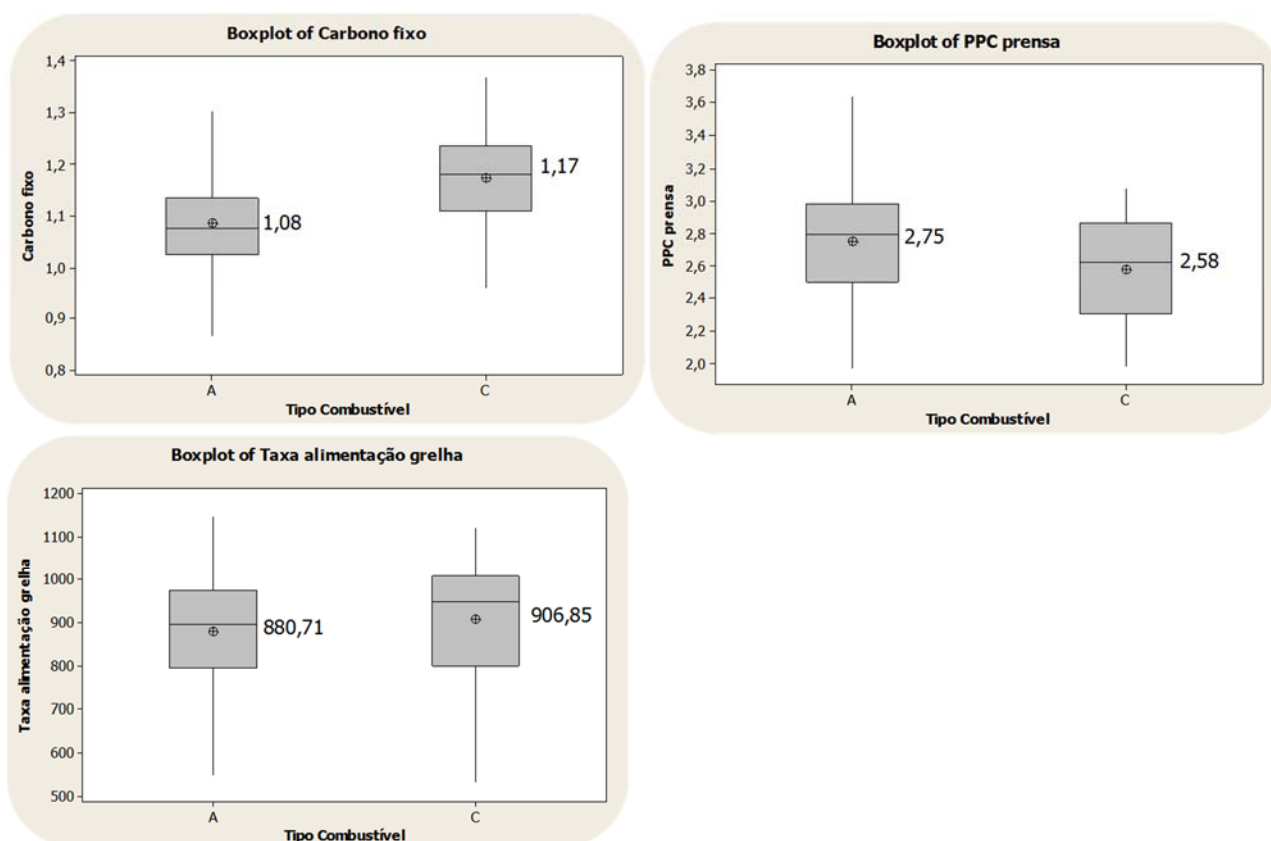 Boxplot of Carbono fixo
1,4
1,3
1,2
1,1
1,0
0,9
0,8
Carbono fixo
1,08
1,17
A
C
Tipo Combustível
Boxplot of PPC prensa
3,8
3,6
3,4
3,2
3,0
2,8
2,6
2,4
2,2
2,0
PPC prensa
2,75
2,58
A
C
Tipo Combustível
Boxplot of Taxa alimentação grelha
1200
1100
1000
900
800
700
600
500
Taxa alimentação grelha
880,71
906,85
A
C
Tipo Combustível